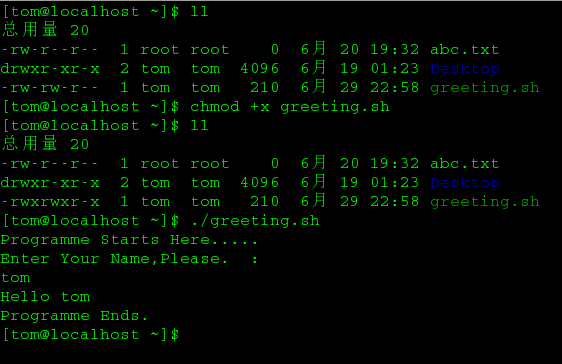 [tom@localhost ~]$ ll
总用量 20
-rw-r--r--  1 root root    0  6月 20 19:32 abc.txt
drwxr-xr-x  2 tom  tom  4096  6月 19 01:23 Desktop
-rw-rw-r--  1 tom  tom   210  6月 29 22:58 greeting.sh
[tom@localhost ~]$ chmod +x greeting.sh
[tom@localhost ~]$ ll
总用量 20
-rw-r--r--  1 root root    0  6月 20 19:32 abc.txt
drwxr-xr-x  2 tom  tom  4096  6月 19 01:23 Desktop
-rwxrwxr-x  1 tom  tom   210  6月 29 22:58 greeting.sh
[tom@localhost ~]$ ./greeting.sh
Programme Starts Here.....
Enter Your Name,Please.  :
tom
Hello tom
Programme Ends.
[tom@localhost ~]$